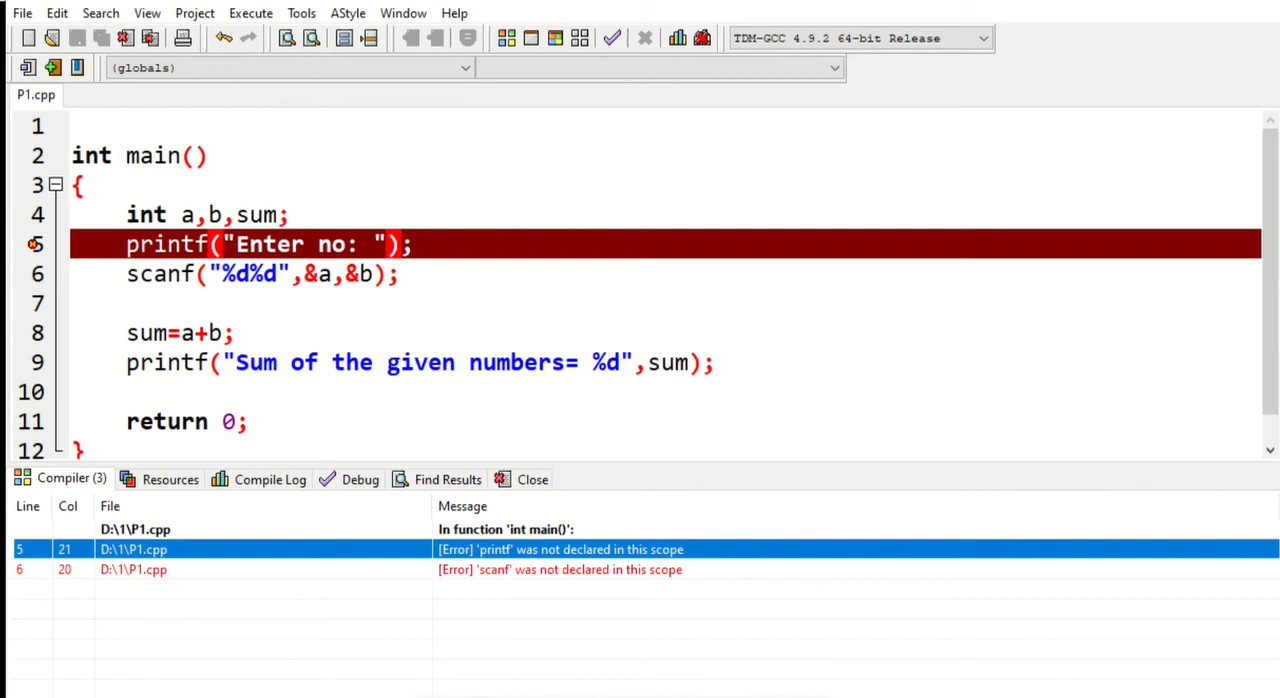 File Edit Search View Project Execute Tools AStyle Window Help
TDM-GCC 4.9.2 64-bit Release
(globals)
P1.cpp
1
2 int main()
3 {
4 int a,b,sum;
5 printf("Enter no: ");
6 scanf("%d%d",&a,&b);
7
8 sum=a+b;
9 printf("Sum of the given numbers= %d",sum);
10
11 return 0;
12 }
Compiler (3) Resources Compile Log Debug Find Results Close
Line Col File Message
D:\1\P1.cpp In function 'int main()':
5 21 D:\1\P1.cpp [Error] 'printf' was not declared in this scope
6 20 D:\1\P1.cpp [Error] 'scanf' was not declared in this scope